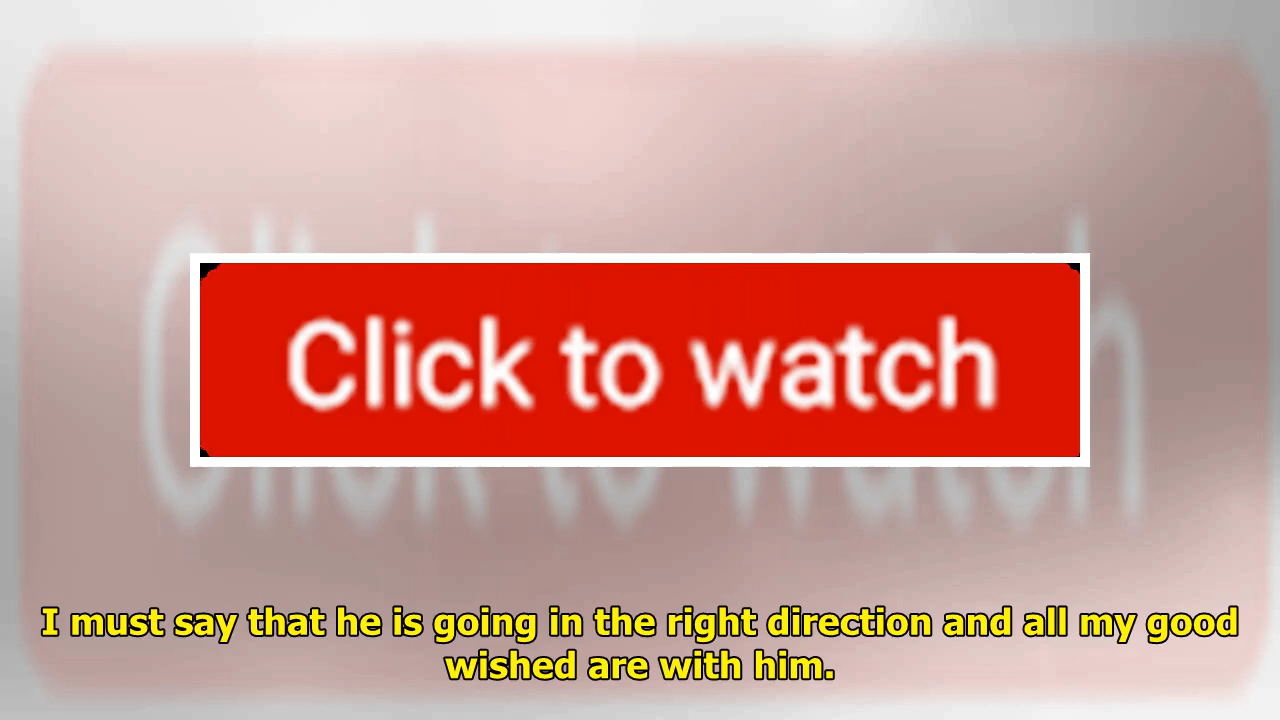 Click to watch
I must say that he is going in the right direction and all my good
wished are with him.